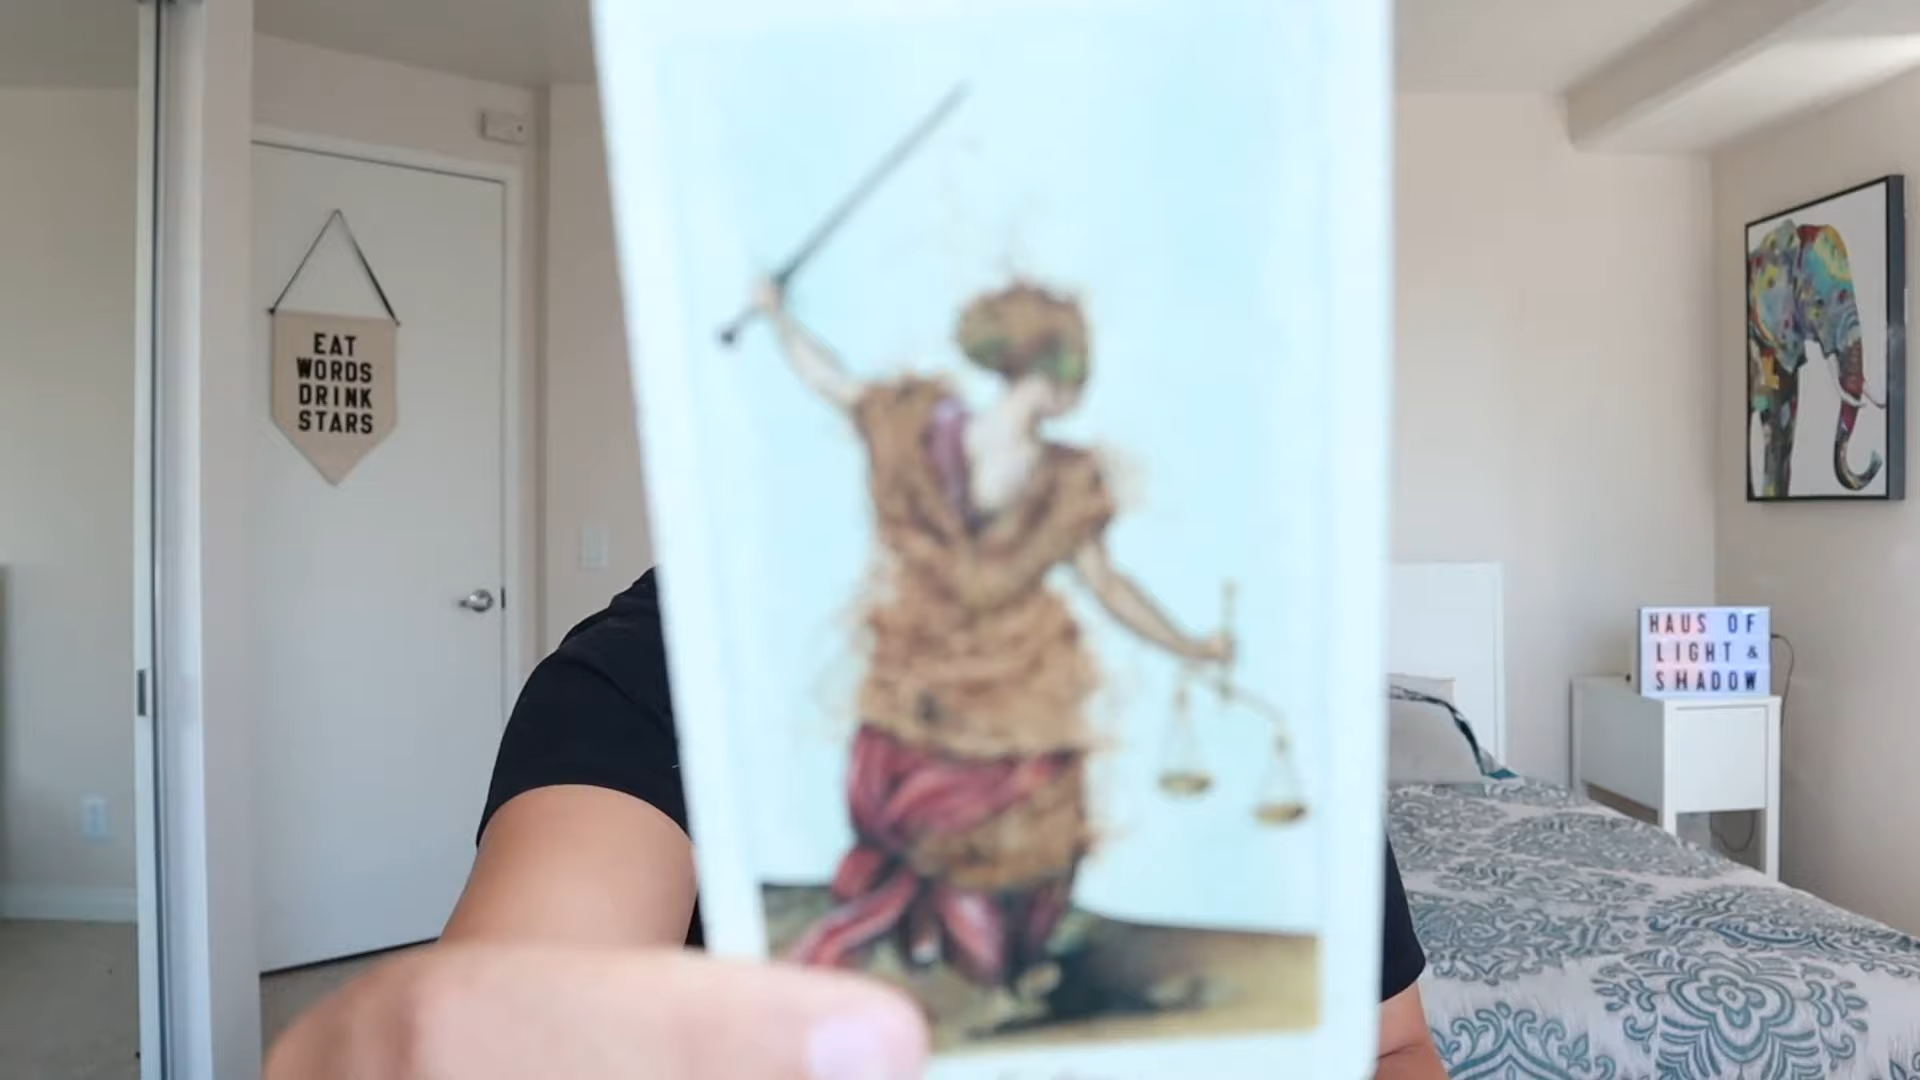 EAT
WORDS
DRINK
STARS
HAUS OF
LIGHT &
SHADOW